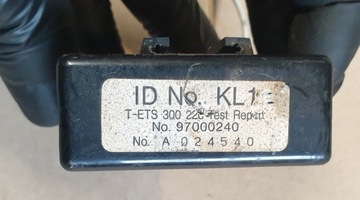 ID No. KL1
T-ETS 300 220 Test Report
No. 97000240
No. A 024540